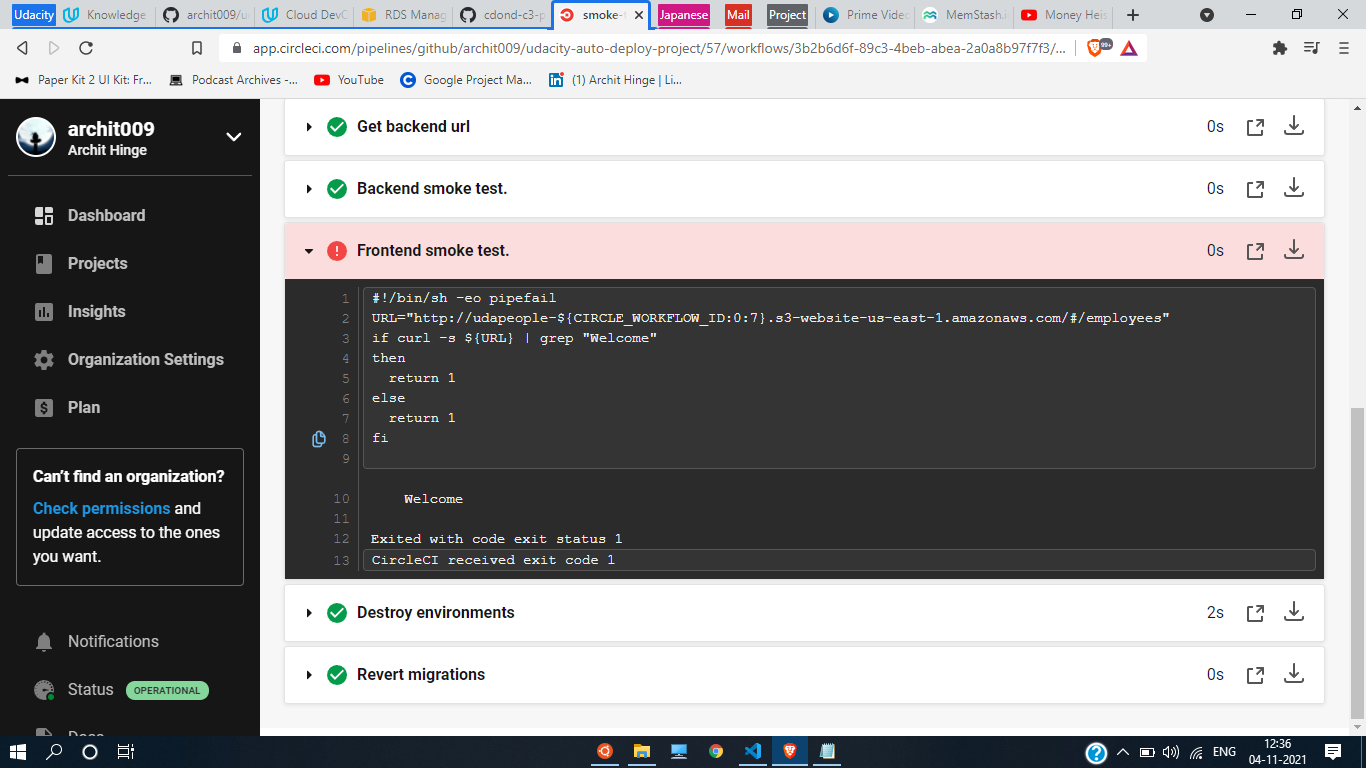 Udacity
Knowledge
archit009/u
Cloud DevO
RDS Manag
cdond-c3-p
smoke-t
Japanese
Mail
Project
Prime Video
MemStash.i
Money Heis
app.circleci.com/pipelines/github/archit009/udacity-auto-deploy-project/57/workflows/3b2b6d6f-89c3-4beb-abea-2a0a8b97f7f3/...
99+
Paper Kit 2 UI Kit: Fr...
Podcast Archives -...
YouTube
Google Project Ma...
(1) Archit Hinge | Li...
archit009
Archit Hinge
Dashboard
Projects
Insights
Organization Settings
Plan
Can't find an organization?
Check permissions and
update access to the ones
you want.
Notifications
Status OPERATIONAL
Docs
Get backend url 0s
Backend smoke test. 0s
Frontend smoke test. 0s
1 #!/bin/sh -eo pipefail
2 URL="http://udapeople-${CIRCLE_WORKFLOW_ID:0:7}.s3-website-us-east-1.amazonaws.com/#/employees"
3 if curl -s ${URL} | grep "Welcome"
4 then
5 return 1
6 else
7 return 1
8 fi
9
10 Welcome
11
12 Exited with code exit status 1
13 CircleCI received exit code 1
Destroy environments 2s
Revert migrations 0s
ENG
12:36
04-11-2021